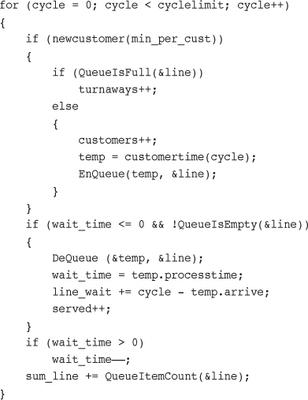 for (cycle = 0; cycle < cyclelimit; cycle++)
{
    if (newcustomer(min_per_cust))
    {
        if (QueueIsFull(&line))
            turnaways++;
        else
        {
            customers++;
            temp = customertime(cycle);
            EnQueue(temp, &line);
        }
    }
    if (wait_time <= 0 && !QueueIsEmpty(&line))
    {
        DeQueue (&temp, &line);
        wait_time = temp.processtime;
        line_wait += cycle – temp.arrive;
        served++;
    }
    if (wait_time > 0)
        wait_time——;
    sum_line += QueueItemCount(&line);
}